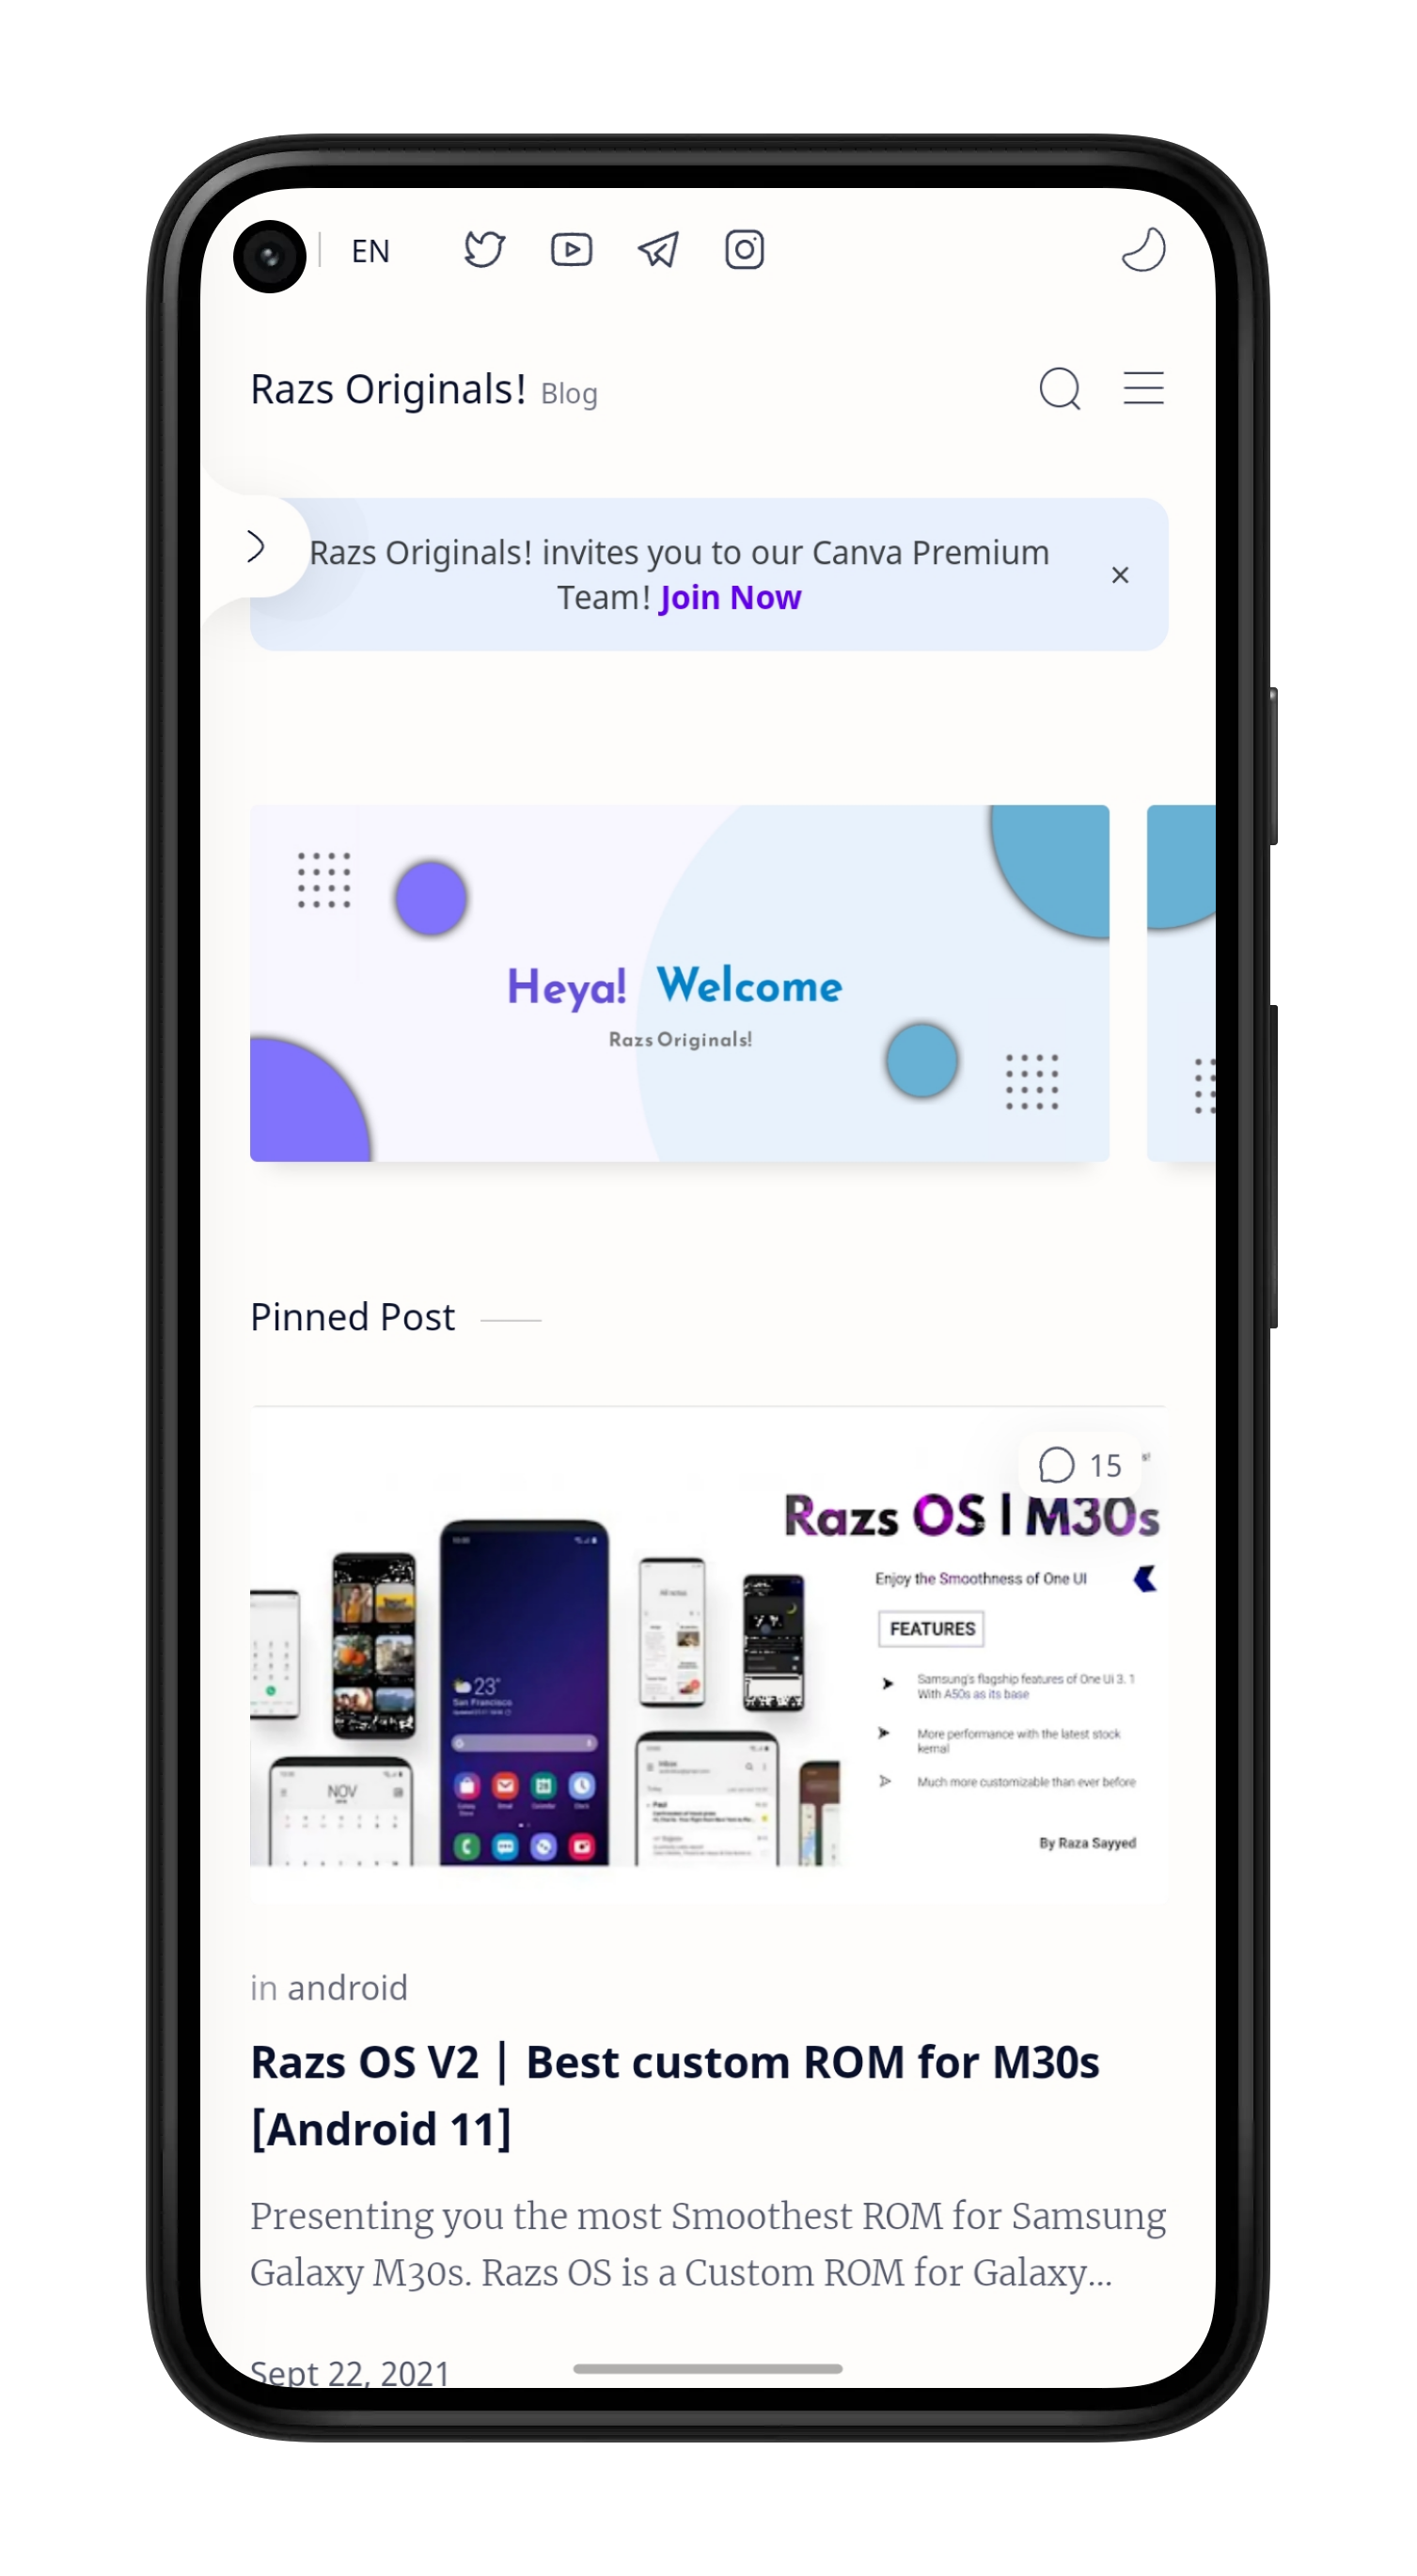 EN
Razs Originals! Blog
Razs Originals! invites you to our Canva Premium
Team! Join Now
×
Heya! Welcome
Razs Originals!
Pinned Post
15
Razs OS | M30s
Enjoy the Smoothness of One UI
FEATURES
Samsung's flagship features of One Ui 3. 1
With A50s as its base
More performance with the latest stock
kernal
Much more customizable than ever before
By Raza Sayyed
23°
San Francisco
NOV
in android
Razs OS V2 | Best custom ROM for M30s
[Android 11]
Presenting you the most Smoothest ROM for Samsung
Galaxy M30s. Razs OS is a Custom ROM for Galaxy...
Sept 22, 2021